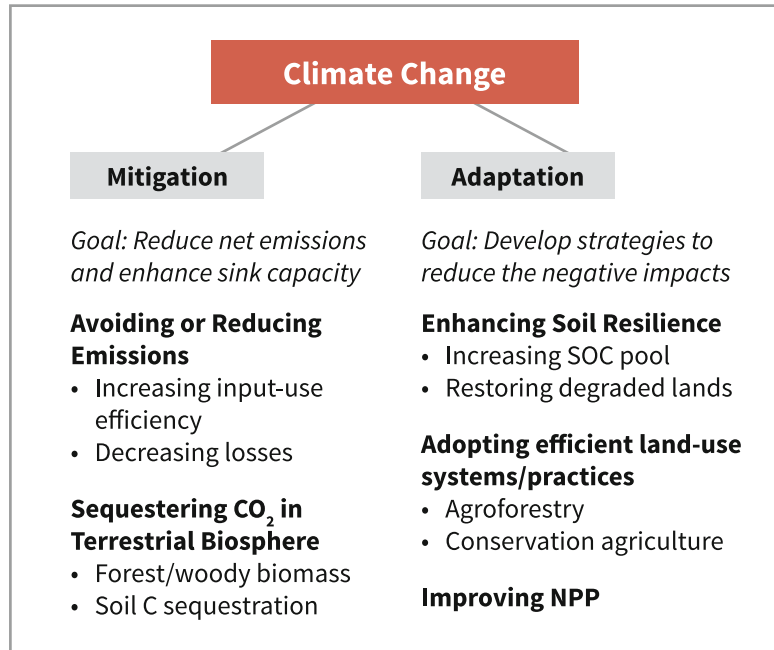 Climate Change
Mitigation
Goal: Reduce net emissions
and enhance sink capacity
Avoiding or Reducing
Emissions
• Increasing input-use
efficiency
• Decreasing losses
Sequestering CO₂ in
Terrestrial Biosphere
• Forest/woody biomass
• Soil C sequestration
Adaptation
Goal: Develop strategies to
reduce the negative impacts
Enhancing Soil Resilience
• Increasing SOC pool
• Restoring degraded lands
Adopting efficient land-use
systems/practices
• Agroforestry
• Conservation agriculture
Improving NPP